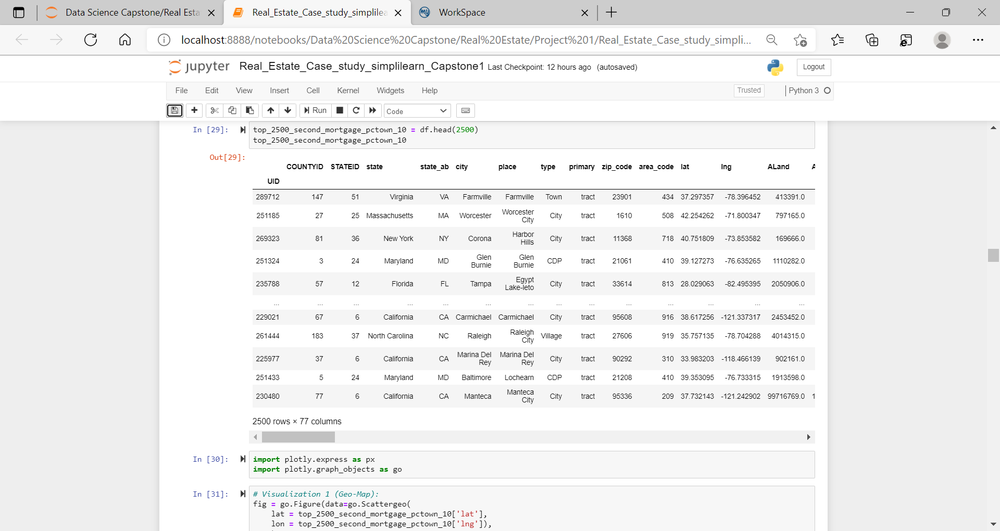 Data Science Capstone/Real Esta
Real_Estate_Case_study_simplilea
WorkSpace
localhost:8888/notebooks/Data%20Science%20Capstone/Real%20Estate/Project%201/Real_Estate_Case_study_simpli...
jupyter Real_Estate_Case_study_simplilearn_Capstone1 Last Checkpoint: 12 hours ago (autosaved)
Logout
File Edit View Insert Cell Kernel Widgets Help
Trusted
Python 3
Run
Code
In [29]: top_2500_second_mortgage_pctown_10 = df.head(2500)
top_2500_second_mortgage_pctown_10
Out[29]:
COUNTYID STATEID state state_ab city place type primary zip_code area_code lat lng ALand A
UID
289712 147 51 Virginia VA Farmville Farmville Town tract 23901 434 37.297357 -78.396452 413391.0
251185 27 25 Massachusetts MA Worcester Worcester City City tract 1610 508 42.254262 -71.800347 797165.0
269323 81 36 New York NY Corona Harbor Hills City tract 11368 718 40.751809 -73.853582 169666.0
251324 3 24 Maryland MD Glen Burnie Glen Burnie CDP tract 21061 410 39.127273 -76.635265 1110282.0
235788 57 12 Florida FL Tampa Egypt Lake-leto City tract 33614 813 28.029063 -82.495395 2050906.0
... ... ... ... ... ... ... ... ... ... ... ... ... ...
229021 67 6 California CA Carmichael Carmichael City tract 95608 916 38.617256 -121.337317 2453452.0
261444 183 37 North Carolina NC Raleigh Raleigh City Village tract 27606 919 35.757135 -78.704288 4014315.0
225977 37 6 California CA Marina Del Rey Marina Del Rey City tract 90292 310 33.983203 -118.466139 902161.0
251433 5 24 Maryland MD Baltimore Lochearn CDP tract 21208 410 39.353095 -76.733315 1913598.0
230480 77 6 California CA Manteca Manteca City City tract 95336 209 37.732143 -121.242902 99716769.0 1
2500 rows × 77 columns
In [30]: import plotly.express as px
import plotly.graph_objects as go
In [31]: # Visualization 1 (Geo-Map):
fig = go.Figure(data=go.Scattergeo(
lat = top_2500_second_mortgage_pctown_10['lat'],
lon = top_2500_second_mortgage_pctown_10['lng']),